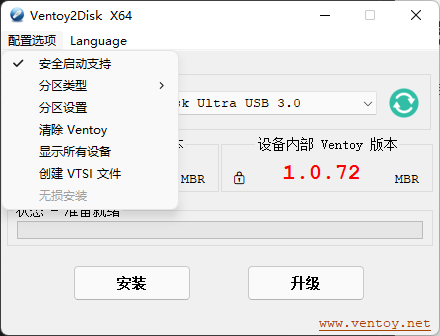 Ventoy2Disk X64
配置选项 Language
安全启动支持
分区类型
分区设置
清除 Ventoy
显示所有设备
创建 VTSI 文件
无损安装
sk Ultra USB 3.0
本
设备内部 Ventoy 版本
MBR
1.0.72
MBR
状态 - 准备就绪
安装
升级
www.ventoy.net